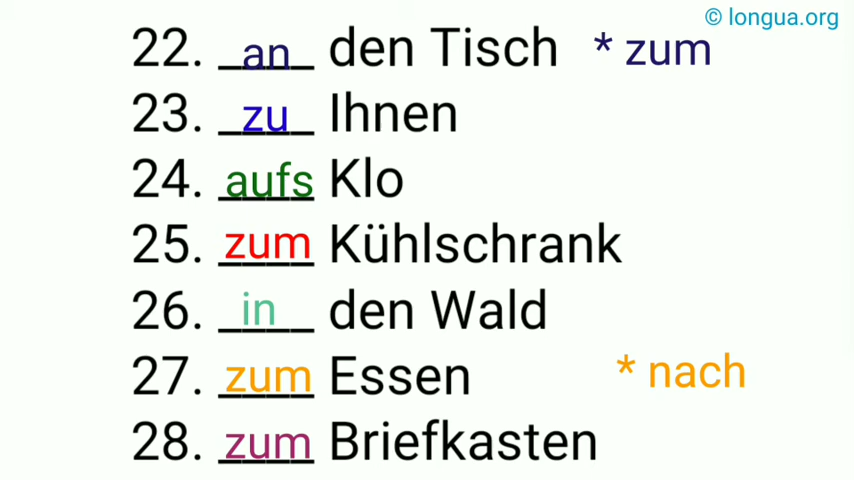 © longua.org
22. an den Tisch * zum
23. zu Ihnen
24. aufs Klo
25. zum Kühlschrank
26. in den Wald
27. zum Essen * nach
28. zum Briefkasten